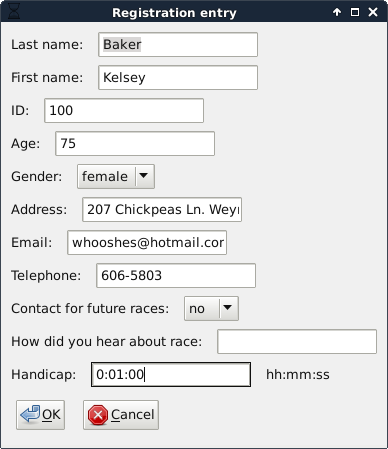 Registration entry
Last name: Baker
First name: Kelsey
ID: 100
Age: 75
Gender: female
Address: 207 Chickpeas Ln.
Email: whooshes@hotmail.cor
Telephone: 606-5803
Contact for future races: no
How did you hear about race:
Handicap: 0:01:00 hh:mm:ss
OK Cancel